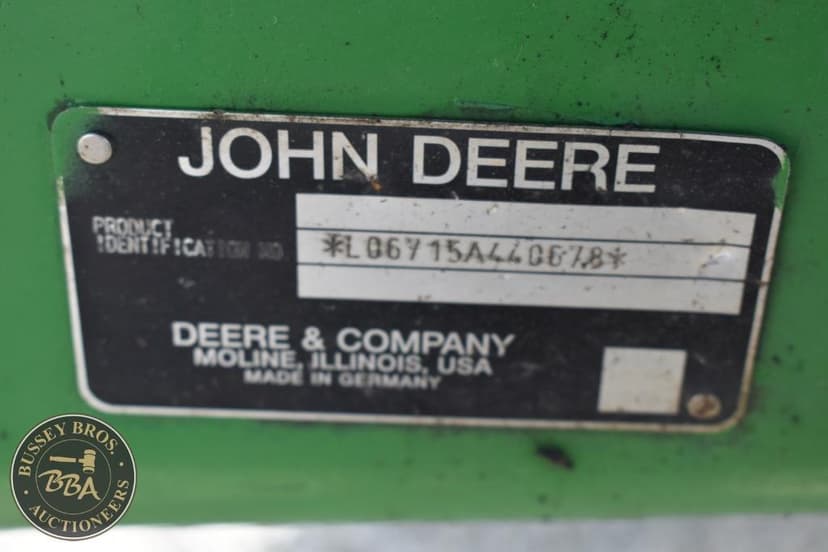 JOHN DEERE
PRODUCT
IDENTIFICATION NO
*L06715A440678*
DEERE & COMPANY
MOLINE, ILLINOIS, USA
MADE IN GERMANY
BUSSEY BROS.
BBA
AUCTIONEERS